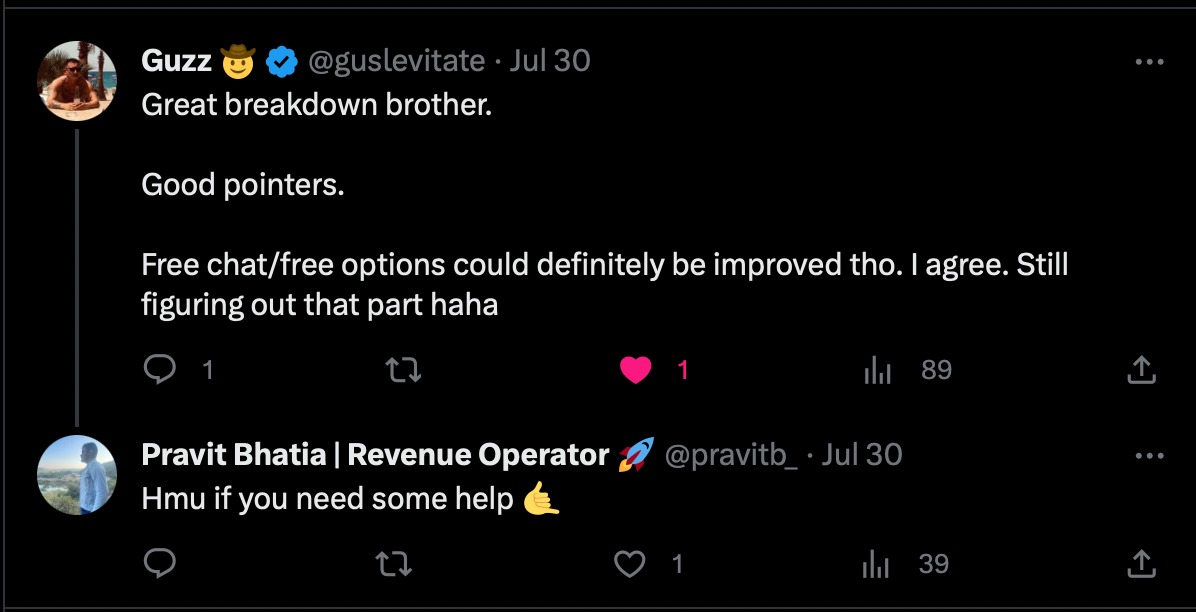 Guzz 🤠 @guslevitate · Jul 30
Great breakdown brother.
Good pointers.
Free chat/free options could definitely be improved tho. I agree. Still
figuring out that part haha
1 1 89
Pravit Bhatia | Revenue Operator 🚀 @pravitb_ · Jul 30
Hmu if you need some help 🤙
1 39